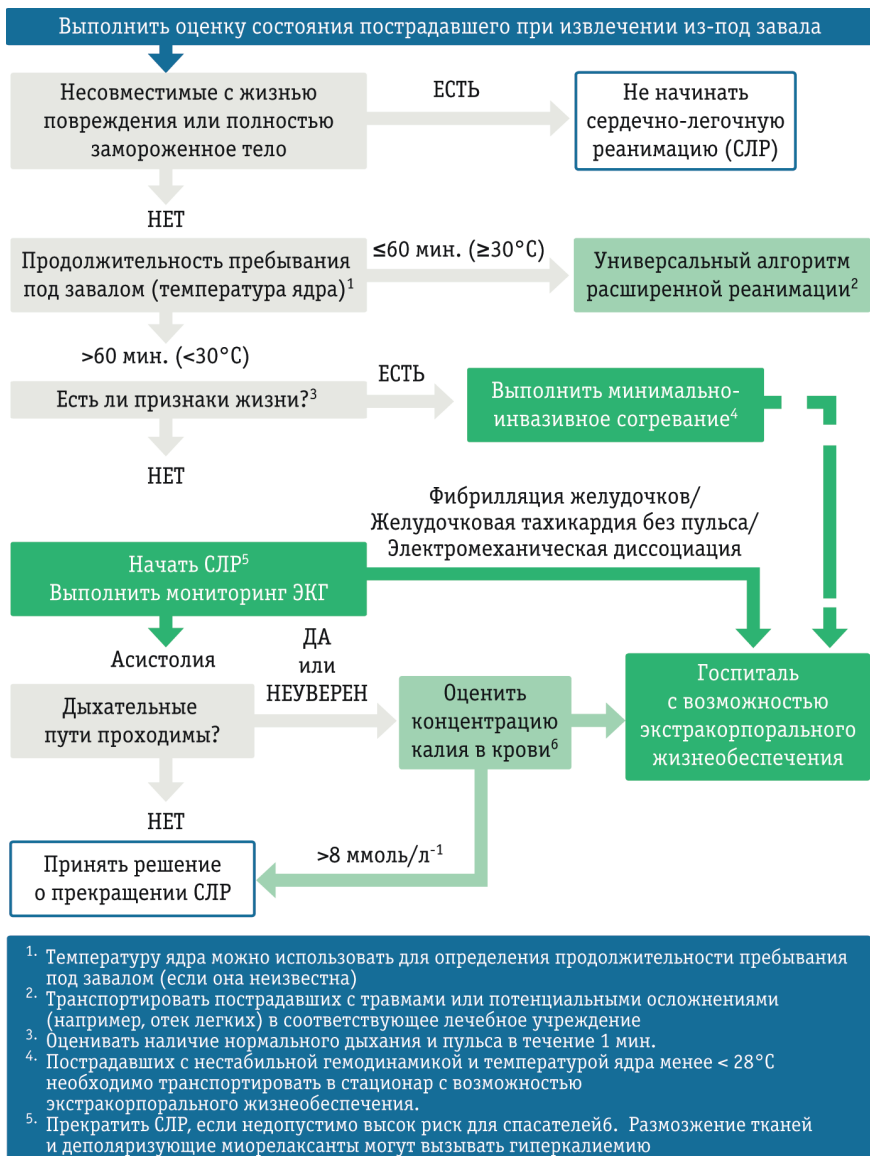 Выполнить оценку состояния пострадавшего при извлечении из-под завала
Несовместимые с жизнью
повреждения или полностью
замороженное тело
ЕСТЬ
Не начинать
сердечно-легочную
реанимацию (СЛР)
НЕТ
Продолжительность пребывания
под завалом (температура ядра)¹
≤60 мин. (≥30°C)
Универсальный алгоритм
расширенной реанимации²
>60 мин. (<30°C)
Есть ли признаки жизни?³
ЕСТЬ
Выполнить минимально-
инвазивное согревание⁴
НЕТ
Фибрилляция желудочков/
Желудочковая тахикардия без пульса/
Электромеханическая диссоциация
Начать СЛР⁵
Выполнить мониторинг ЭКГ
Асистолия
ДА
или
НЕУВЕРЕН
Дыхательные
пути проходимы?
Оценить
концентрацию
калия в крови⁶
Госпиталь
с возможностью
экстракорпорального
жизнеобеспечения
НЕТ
>8 ммоль/л⁻¹
Принять решение
о прекращении СЛР
1. Температуру ядра можно использовать для определения продолжительности пребывания
под завалом (если она неизвестна)
2. Транспортировать пострадавших с травмами или потенциальными осложнениями
(например, отек легких) в соответствующее лечебное учреждение
3. Оценивать наличие нормального дыхания и пульса в течение 1 мин.
4. Пострадавших с нестабильной гемодинамикой и температурой ядра менее < 28°C
необходимо транспортировать в стационар с возможностью
экстракорпорального жизнеобеспечения.
5. Прекратить СЛР, если недопустимо высок риск для спасателей6. Размозжение тканей
и деполяризующие миорелаксанты могут вызывать гиперкалиемию